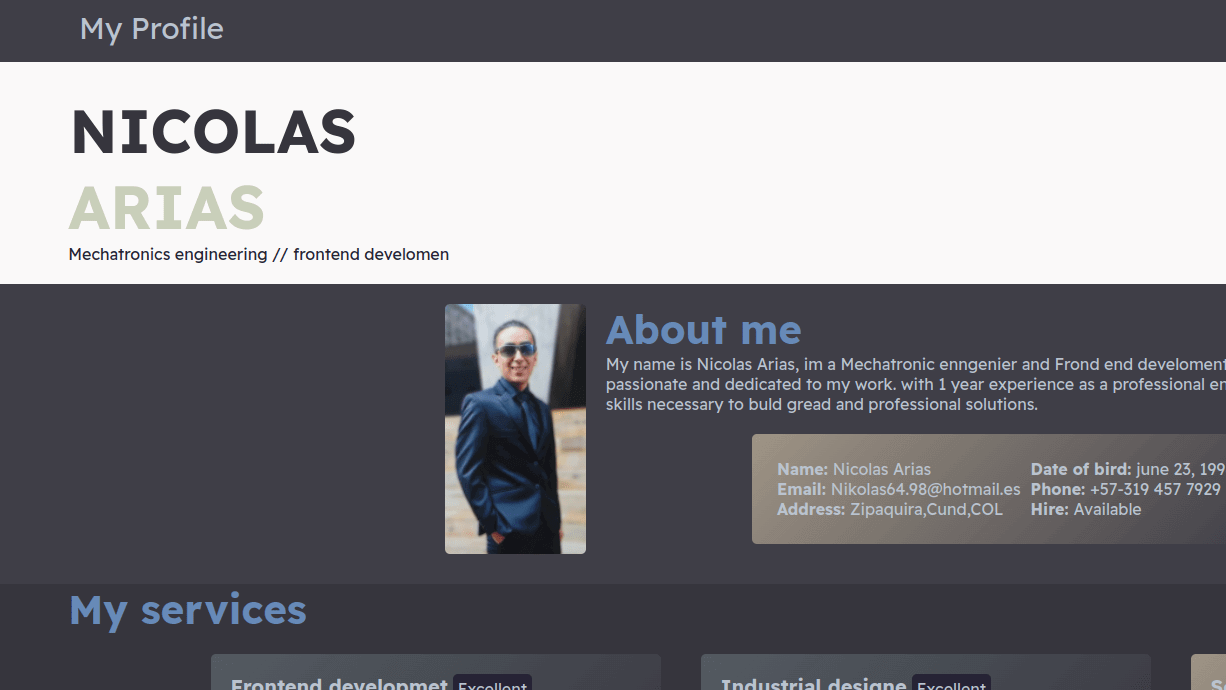 My Profile
NICOLAS
ARIAS
Mechatronics engineering // frontend develomen
About me
My name is Nicolas Arias, im a Mechatronic enngenier and Frond end develoment
passionate and dedicated to my work. with 1 year experience as a professional en
skills necessary to buld gread and professional solutions.
Name: Nicolas Arias
Email: Nikolas64.98@hotmail.es
Address: Zipaquira,Cund,COL
Date of bird: june 23, 199
Phone: +57-319 457 7929
Hire: Available
My services
Frontend developmet Excellent
Industrial designe Excellent